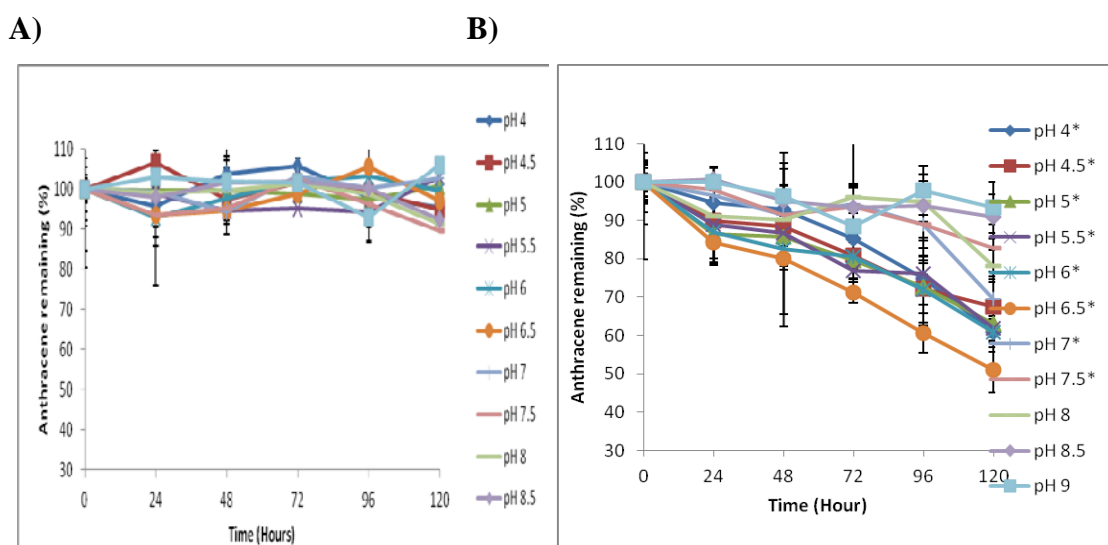 A)
B)
Anthracene remaining (%)
110
100
90
80
70
60
50
40
30
0
24
48
72
96
120
Time (Hours)
pH 4
pH 4.5
pH 5
pH 5.5
pH 6
pH 6.5
pH 7
pH 7.5
pH 8
pH 8.5
Anthracene remaining (%)
110
100
90
80
70
60
50
40
30
0
24
48
72
96
120
Time (Hour)
pH 4*
pH 4.5*
pH 5*
pH 5.5*
pH 6*
pH 6.5*
pH 7*
pH 7.5*
pH 8
pH 8.5
pH 9